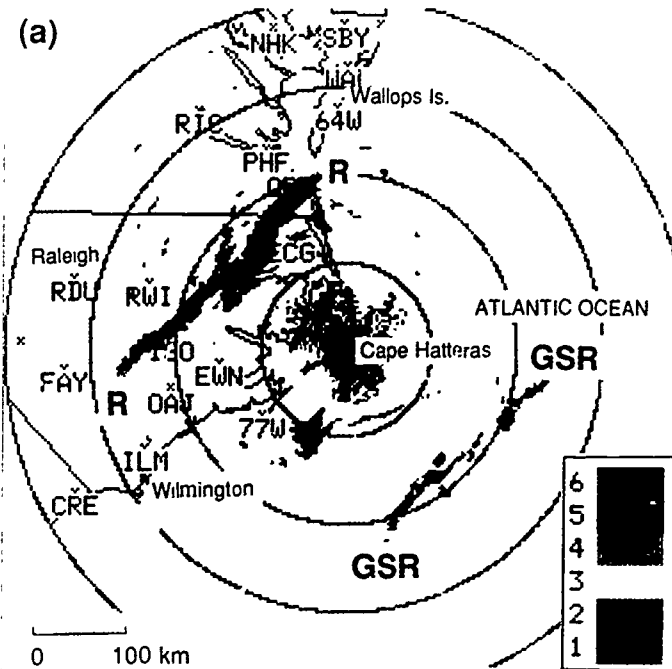 (a)
NHK SBY
WAL
Wallops Is.
RIC 64W
PHF R
ECG
Raleigh
RDU RWI
ATLANTIC OCEAN
Cape Hatteras
GSR
EWN
FAY
R OAJ
77W
ILM
Wilmington
CRE
GSR
6
5
4
3
2
1
0 100 km